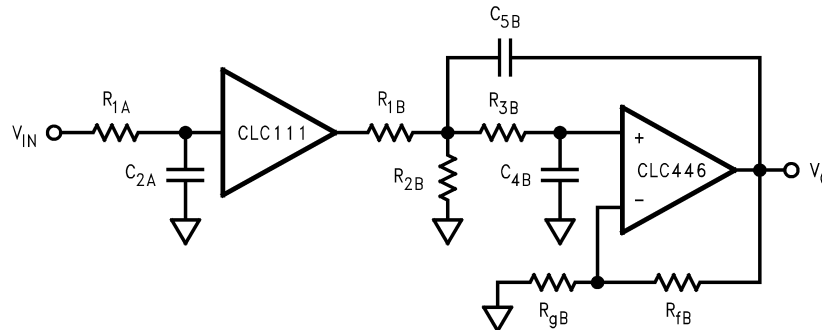 C5B
R1A
R1B
R3B
VIN
CLC111
+
CLC446
C2A
R2B
C4B
−
RgB
RfB